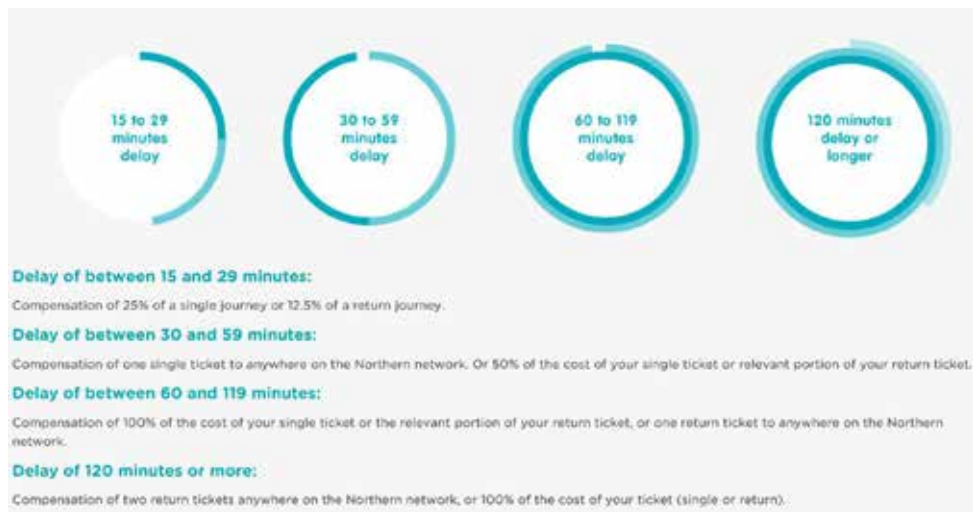 15 to 29
minutes
delay
30 to 59
minutes
delay
60 to 119
minutes
delay
120 minutes
delay or
longer
Delay of between 15 and 29 minutes:
Compensation of 25% of a single journey or 12.5% of a return journey.
Delay of between 30 and 59 minutes:
Compensation of one single ticket to anywhere on the Northern network. Or 50% of the cost of your single ticket or relevant portion of your return ticket.
Delay of between 60 and 119 minutes:
Compensation of 100% of the cost of your single ticket or the relevant portion of your return ticket, or one return ticket to anywhere on the Northern
network.
Delay of 120 minutes or more:
Compensation of two return tickets anywhere on the Northern network, or 100% of the cost of your ticket (single or return).